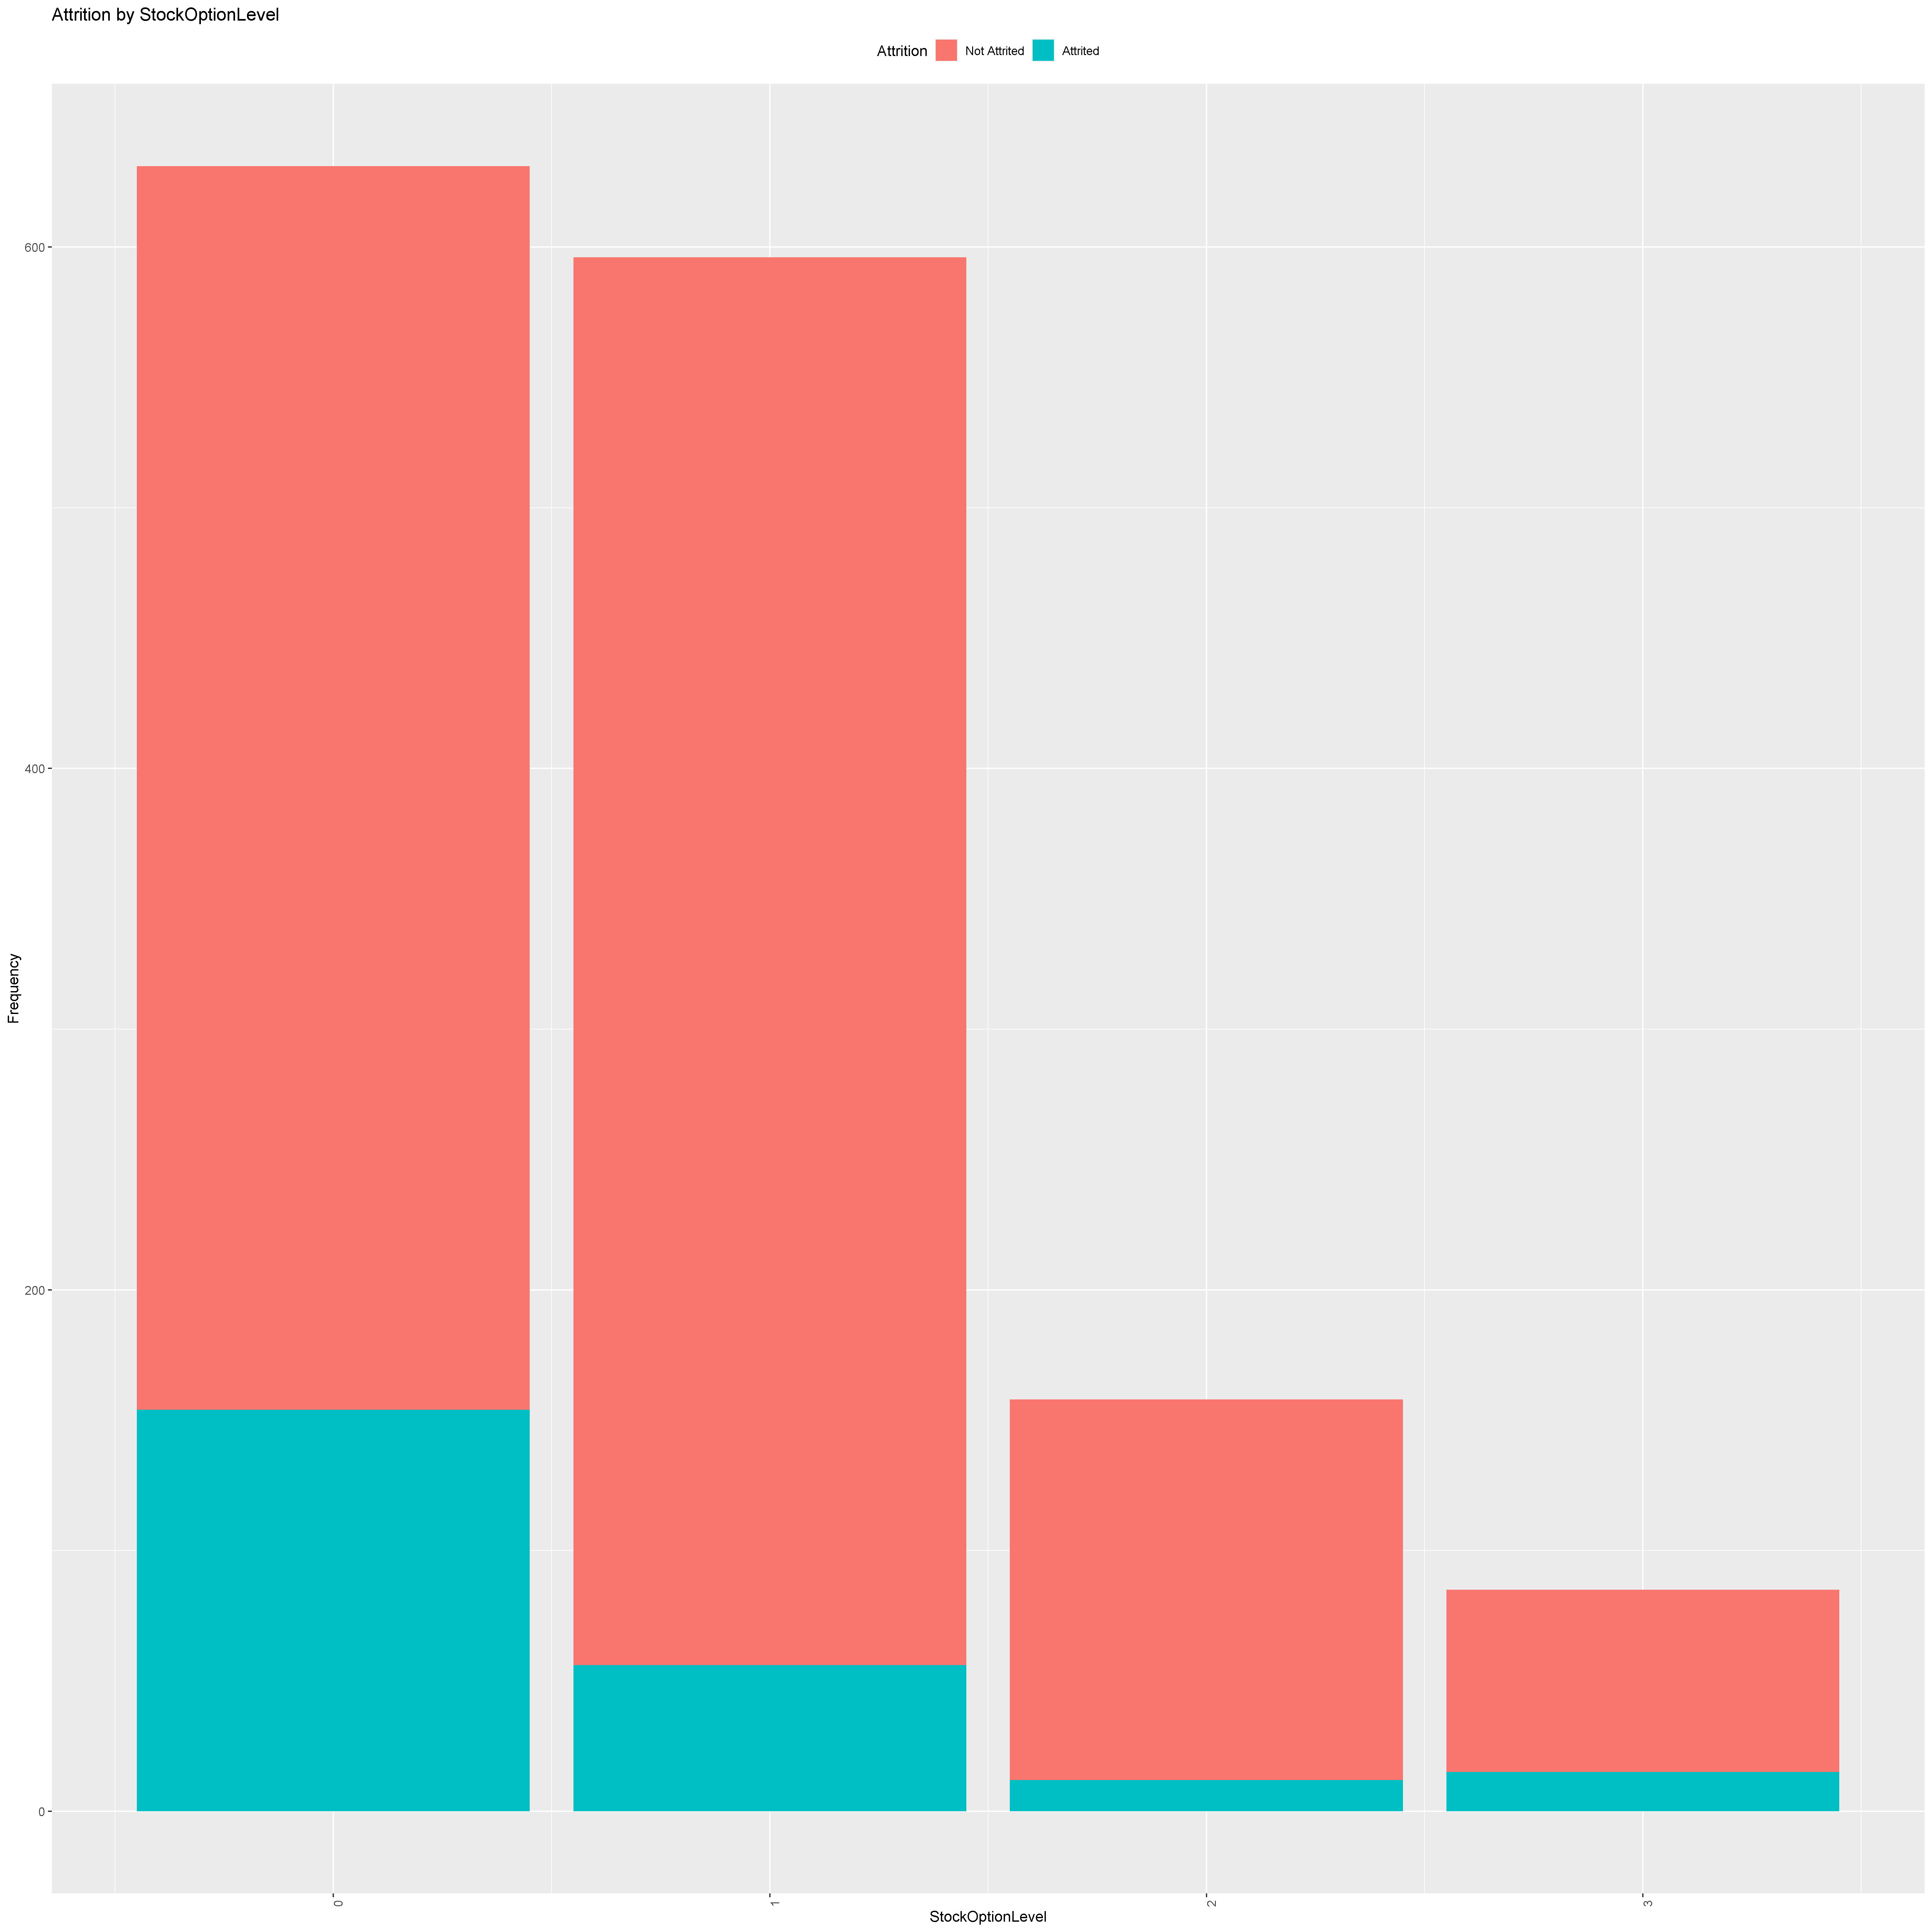 Attrition by StockOptionLevel
Attrition Not Attrited Attrited
Frequency
600
400
200
0
0 1 2 3
StockOptionLevel